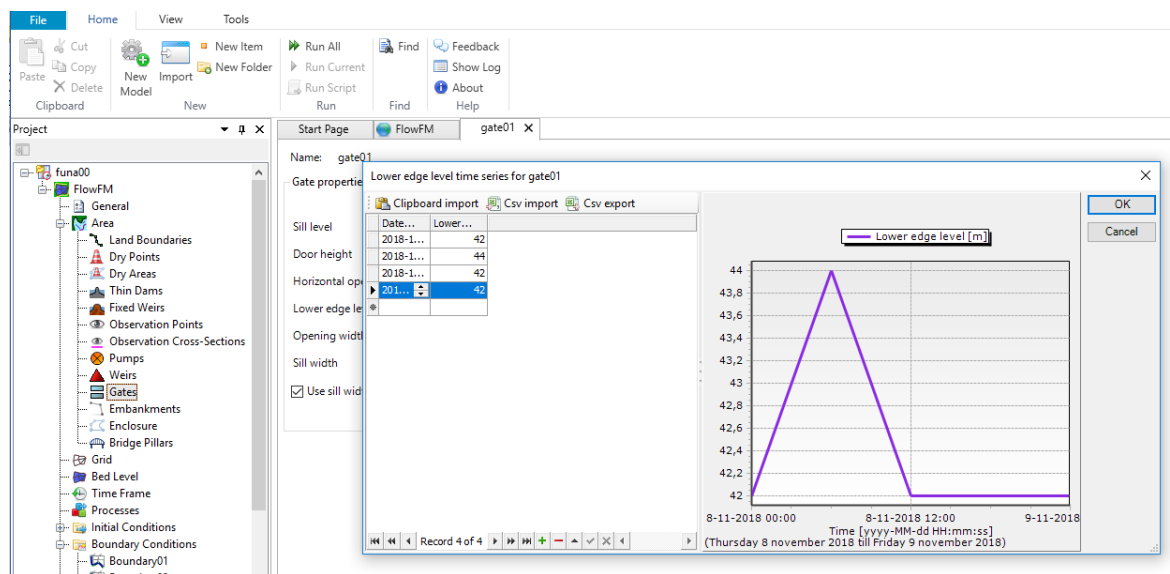 File Home View Tools
Cut
Copy
Delete
Paste
Clipboard
New Model
Import
New Item
New Folder
New
Run All
Run Current
Run Script
Run
Find
Find
Feedback
Show Log
About
Help
Project
funa00
FlowFM
General
Area
Land Boundaries
Dry Points
Dry Areas
Thin Dams
Fixed Weirs
Observation Points
Observation Cross-Sections
Pumps
Weirs
Gates
Embankments
Enclosure
Bridge Pillars
Grid
Bed Level
Time Frame
Processes
Initial Conditions
Boundary Conditions
Boundary01
Start Page FlowFM gate01
Name: gate01
Gate propertie
Sill level
Door height
Horizontal ope
Lower edge le
Opening widt
Sill width
Use sill wid
Lower edge level time series for gate01
Clipboard import Csv import Csv export
Date... Lower...
2018-1... 42
2018-1... 44
2018-1... 42
201... 42
Record 4 of 4
Lower edge level [m]
44
43,8
43,6
43,4
43,2
43
42,8
42,6
42,4
42,2
42
8-11-2018 00:00 8-11-2018 12:00 9-11-2018
Time [yyyy-MM-dd HH:mm:ss]
(Thursday 8 november 2018 till Friday 9 november 2018)
OK
Cancel